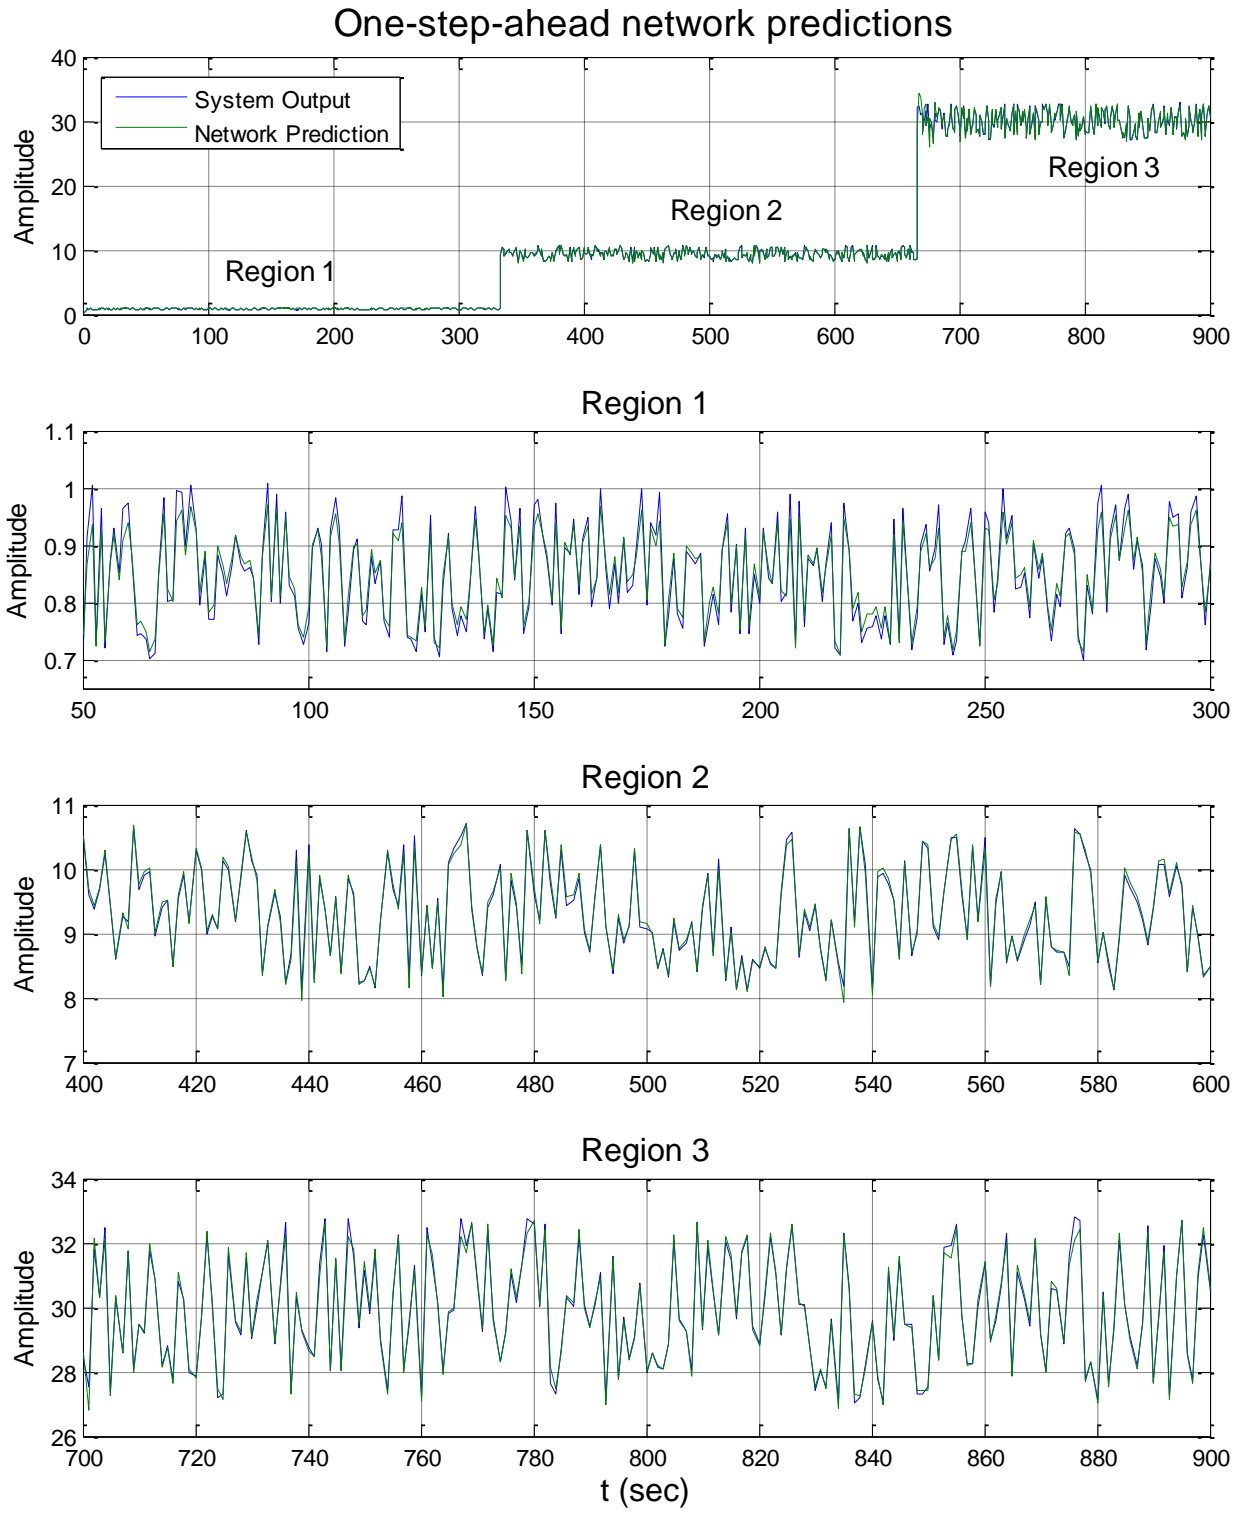 One-step-ahead network predictions
40
30
20
10
0
Amplitude
System Output
Network Prediction
Region 1
Region 2
Region 3
0 100 200 300 400 500 600 700 800 900
Region 1
1.1
1
0.9
0.8
0.7
Amplitude
50 100 150 200 250 300
Region 2
11
10
9
8
7
Amplitude
400 420 440 460 480 500 520 540 560 580 600
Region 3
34
32
30
28
26
Amplitude
700 720 740 760 780 800 820 840 860 880 900
t (sec)